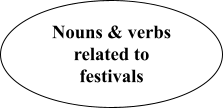 Nouns & verbs
related to
festivals